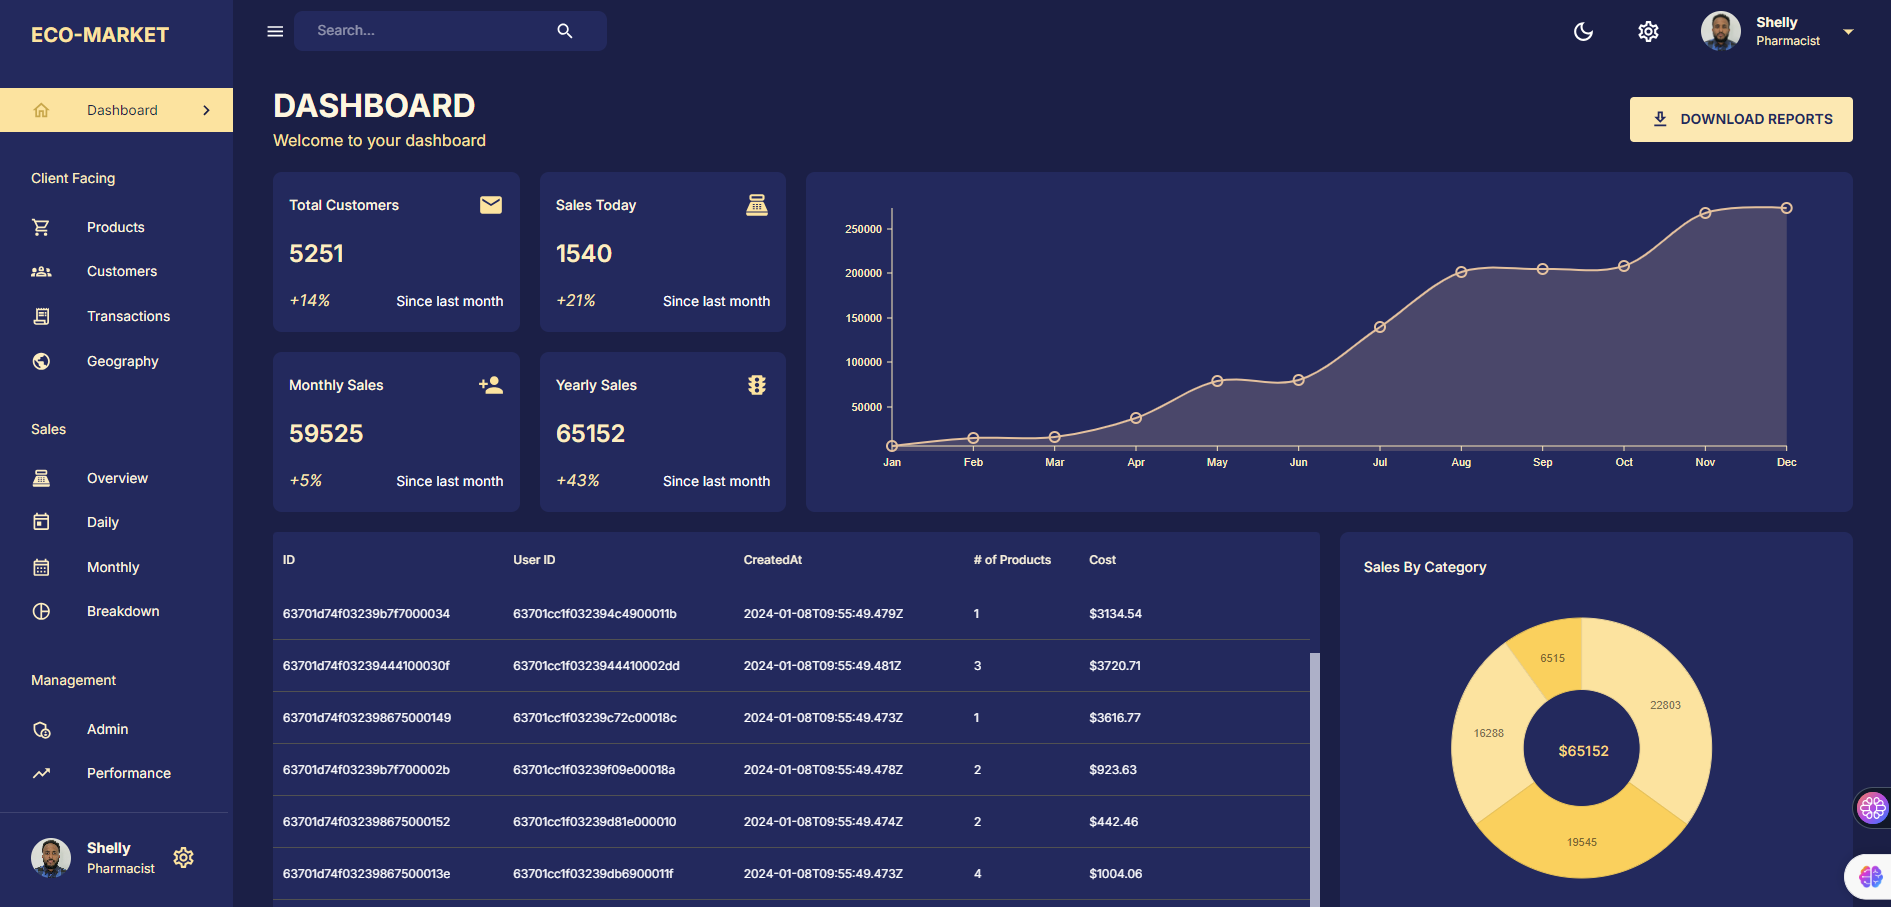 ECO-MARKET
Search...
Shelly
Pharmacist
Dashboard
Client Facing
Products
Customers
Transactions
Geography
Sales
Overview
Daily
Monthly
Breakdown
Management
Admin
Performance
Shelly
Pharmacist
DASHBOARD
Welcome to your dashboard
DOWNLOAD REPORTS
Total Customers
5251
+14% Since last month
Sales Today
1540
+21% Since last month
Monthly Sales
59525
+5% Since last month
Yearly Sales
65152
+43% Since last month
250000
200000
150000
100000
50000
Jan Feb Mar Apr May Jun Jul Aug Sep Oct Nov Dec
ID User ID CreatedAt # of Products Cost
63701d74f03239b7f7000034 63701cc1f032394c4900011b 2024-01-08T09:55:49.479Z 1 $3134.54
63701d74f03239444100030f 63701cc1f0323944410002dd 2024-01-08T09:55:49.481Z 3 $3720.71
63701d74f032398675000149 63701cc1f03239c72c00018c 2024-01-08T09:55:49.473Z 1 $3616.77
63701d74f03239b7f700002b 63701cc1f03239f09e00018a 2024-01-08T09:55:49.478Z 2 $923.63
63701d74f032398675000152 63701cc1f03239d81e000010 2024-01-08T09:55:49.474Z 2 $442.46
63701d74f03239867500013e 63701cc1f03239db6900011f 2024-01-08T09:55:49.473Z 4 $1004.06
Sales By Category
6515
22803
16288
$65152
19545